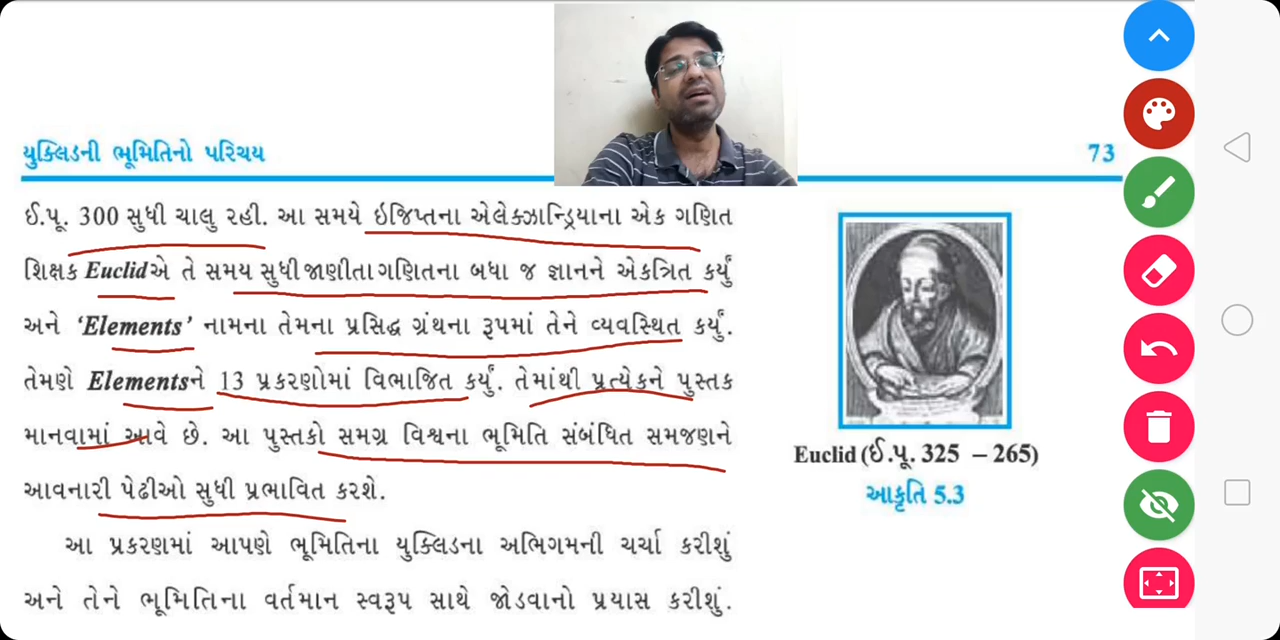 યુક્લિડની ભૂમિતિનો પરિચય
73
ઈ.પૂ. 300 સુધી ચાલુ રહી. આ સમયે ઇજિપ્તના એલેક્ઝાન્ડ્રિયાના એક ગણિત
શિક્ષક Euclidએ તે સમય સુધી જાણીતા ગણિતના બધા જ જ્ઞાનને એકત્રિત કર્યું
અને ‘Elements’ નામના તેમના પ્રસિદ્ધ ગ્રંથના રૂપમાં તેને વ્યવસ્થિત કર્યું.
તેમણે Elementsને 13 પ્રકરણોમાં વિભાજિત કર્યું. તેમાંથી પ્રત્યેકને પુસ્તક
માનવામાં આવે છે. આ પુસ્તકો સમગ્ર વિશ્વના ભૂમિતિ સંબંધિત સમજણને
આવનારી પેઢીઓ સુધી પ્રભાવિત કરશે.
આ પ્રકરણમાં આપણે ભૂમિતિના યુક્લિડના અભિગમની ચર્ચા કરીશું
અને તેને ભૂમિતિના વર્તમાન સ્વરૂપ સાથે જોડવાનો પ્રયાસ કરીશું.
Euclid (ઈ.પૂ. 325 – 265)
આકૃતિ 5.3